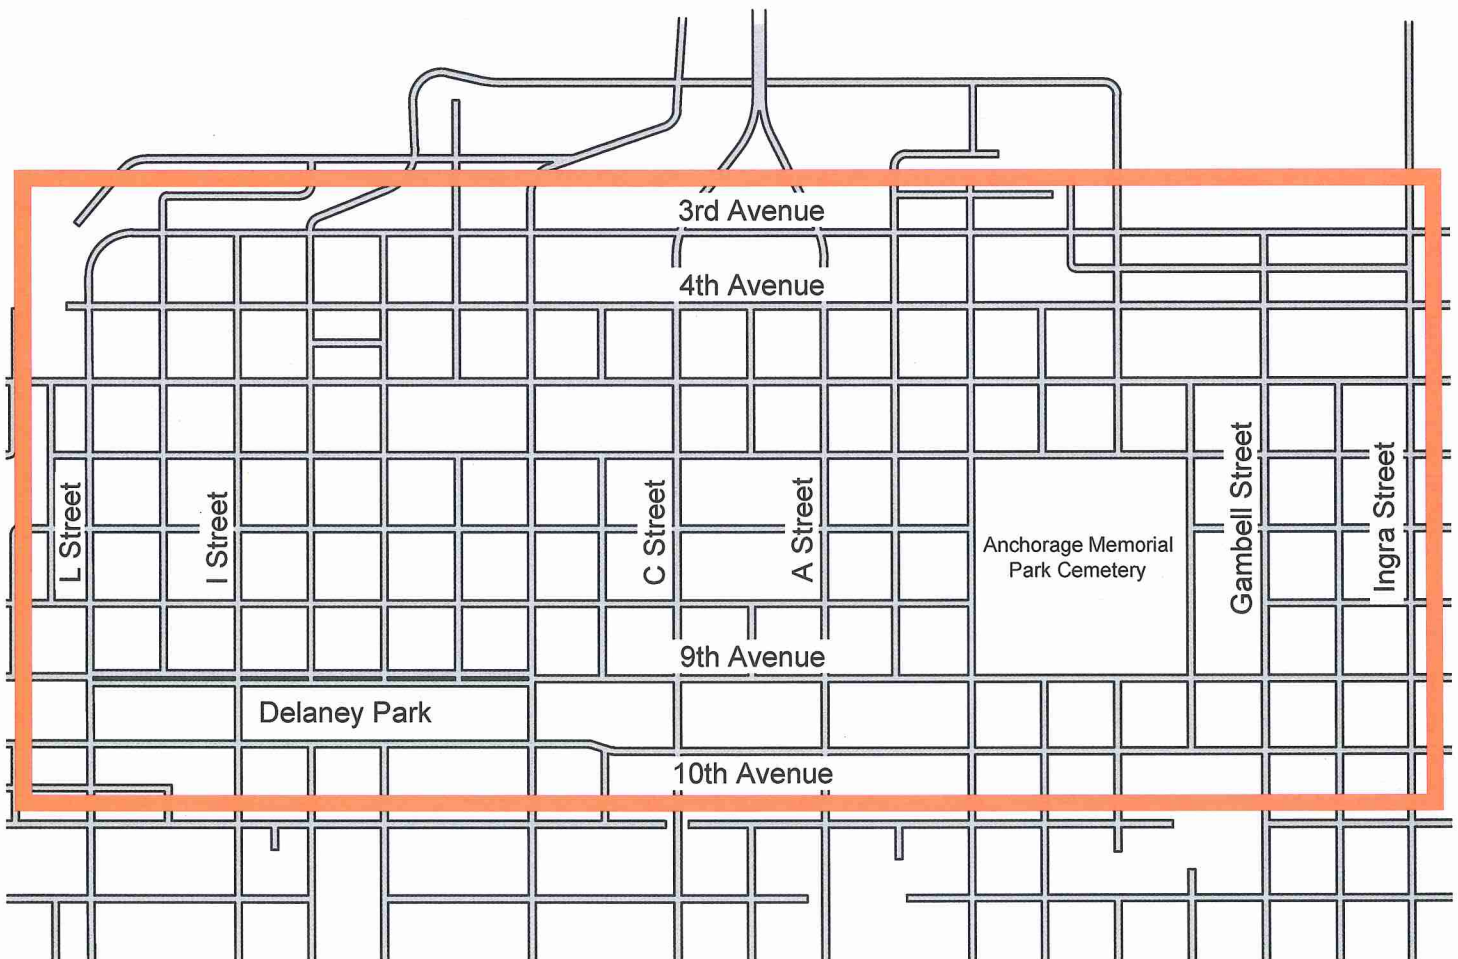 3rd Avenue
4th Avenue
L Street
I Street
C Street
A Street
Gambell Street
Ingra Street
Anchorage Memorial
Park Cemetery
9th Avenue
Delaney Park
10th Avenue